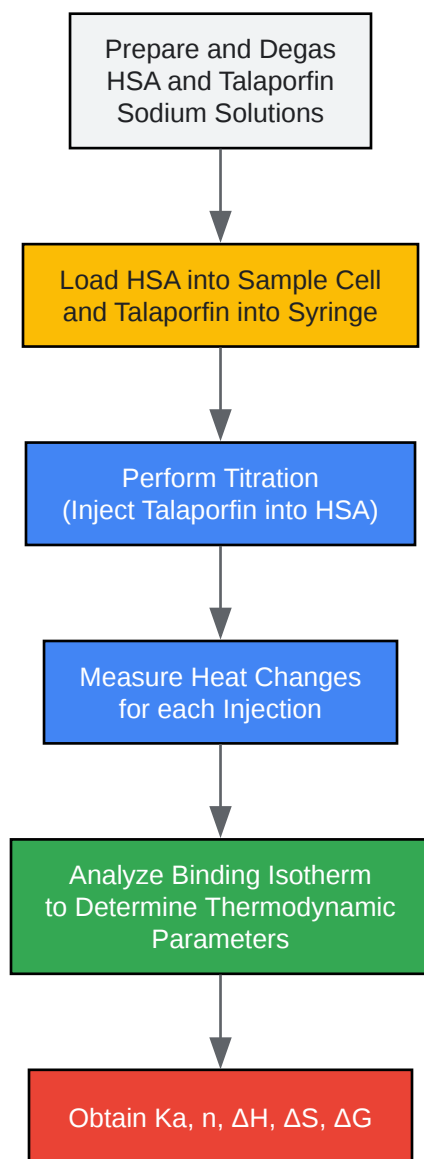 Prepare and Degas
HSA and Talaporfin
Sodium Solutions
Load HSA into Sample Cell
and Talaporfin into Syringe
Perform Titration
(Inject Talaporfin into HSA)
Measure Heat Changes
for each Injection
Analyze Binding Isotherm
to Determine Thermodynamic
Parameters
Obtain Ka, n, ΔH, ΔS, ΔG